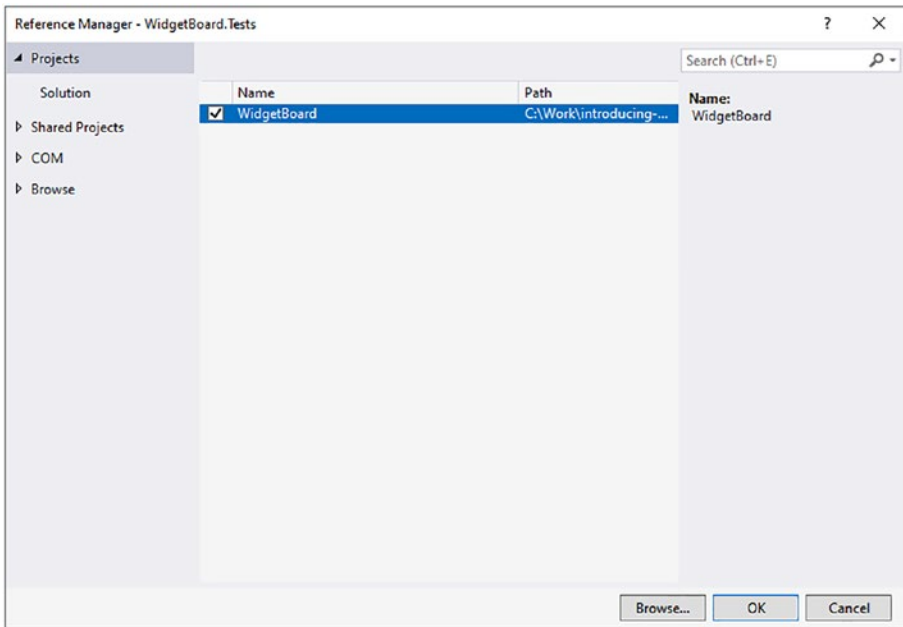 Reference Manager - WidgetBoard.Tests
Projects
Search (Ctrl+E)
Solution
Name Path
Name:
WidgetBoard C:\Work\introducing-...
WidgetBoard
Shared Projects
COM
Browse
Browse... OK Cancel